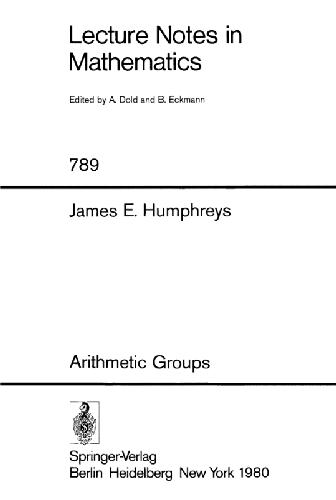 Lecture Notes in
Mathematics
Edited by A. Dold and B. Eckmann
789
James E. Humphreys
Arithmetic Groups
Springer-Verlag
Berlin Heidelberg New York 1980